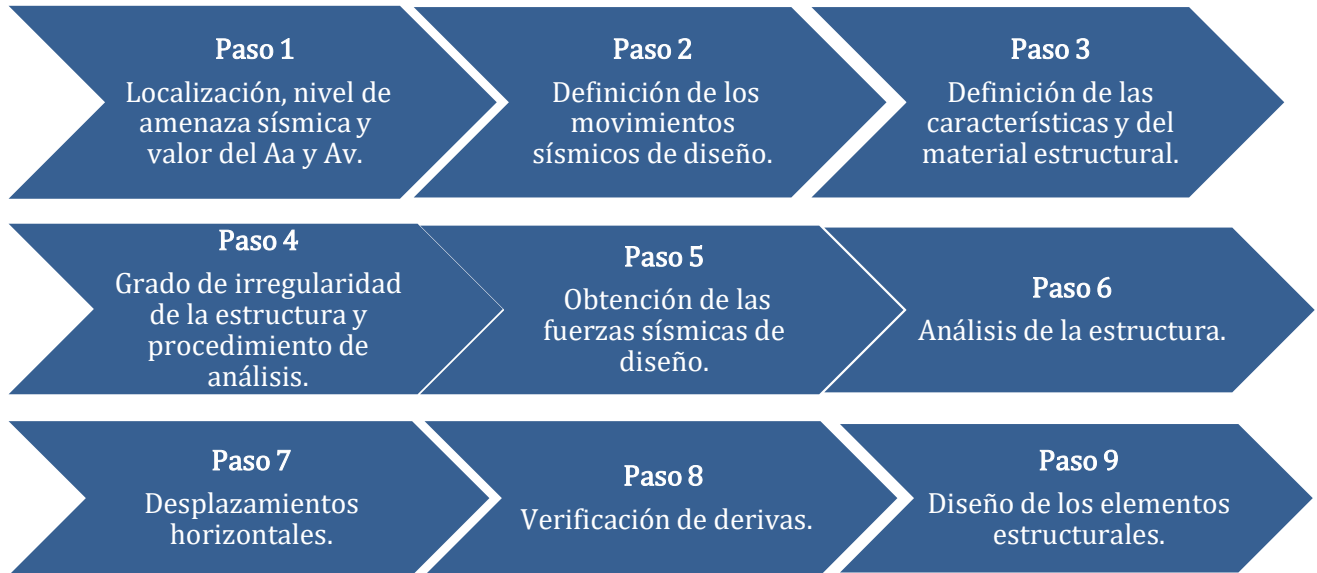 Paso 1
Localización, nivel de
amenaza sísmica y
valor del Aa y Av.
Paso 2
Definición de los
movimientos
sísmicos de diseño.
Paso 3
Definición de las
características y del
material estructural.
Paso 4
Grado de irregularidad
de la estructura y
procedimiento de
análisis.
Paso 5
Obtención de las
fuerzas sísmicas de
diseño.
Paso 6
Análisis de la estructura.
Paso 7
Desplazamientos
horizontales.
Paso 8
Verificación de derivas.
Paso 9
Diseño de los elementos
estructurales.